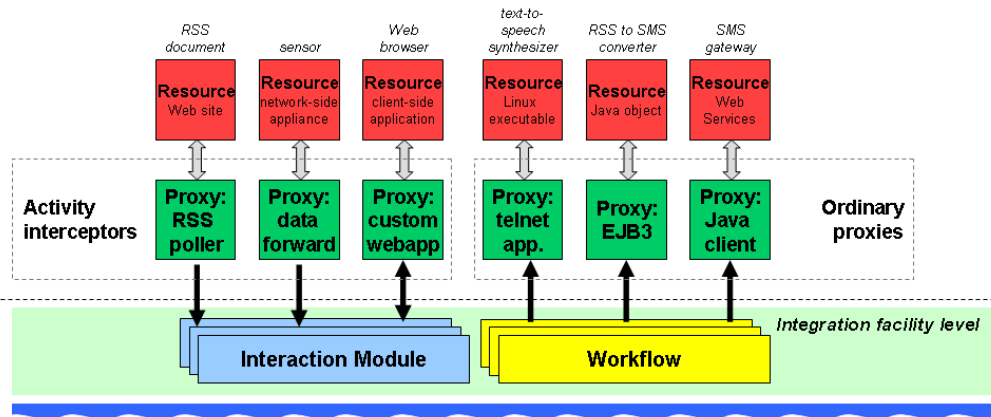 RSS
document
sensor
Web
browser
text-to-
speech
synthesizer
RSS to SMS
converter
SMS
gateway
Resource
Web site
Resource
network-side
appliance
Resource
client-side
application
Resource
Linux
executable
Resource
Java object
Resource
Web
Services
Activity
interceptors
Proxy:
RSS
poller
Proxy:
data
forward
Proxy:
custom
webapp
Proxy:
telnet
app.
Proxy:
EJB3
Proxy:
Java
client
Ordinary
proxies
Integration facility level
Interaction Module
Workflow